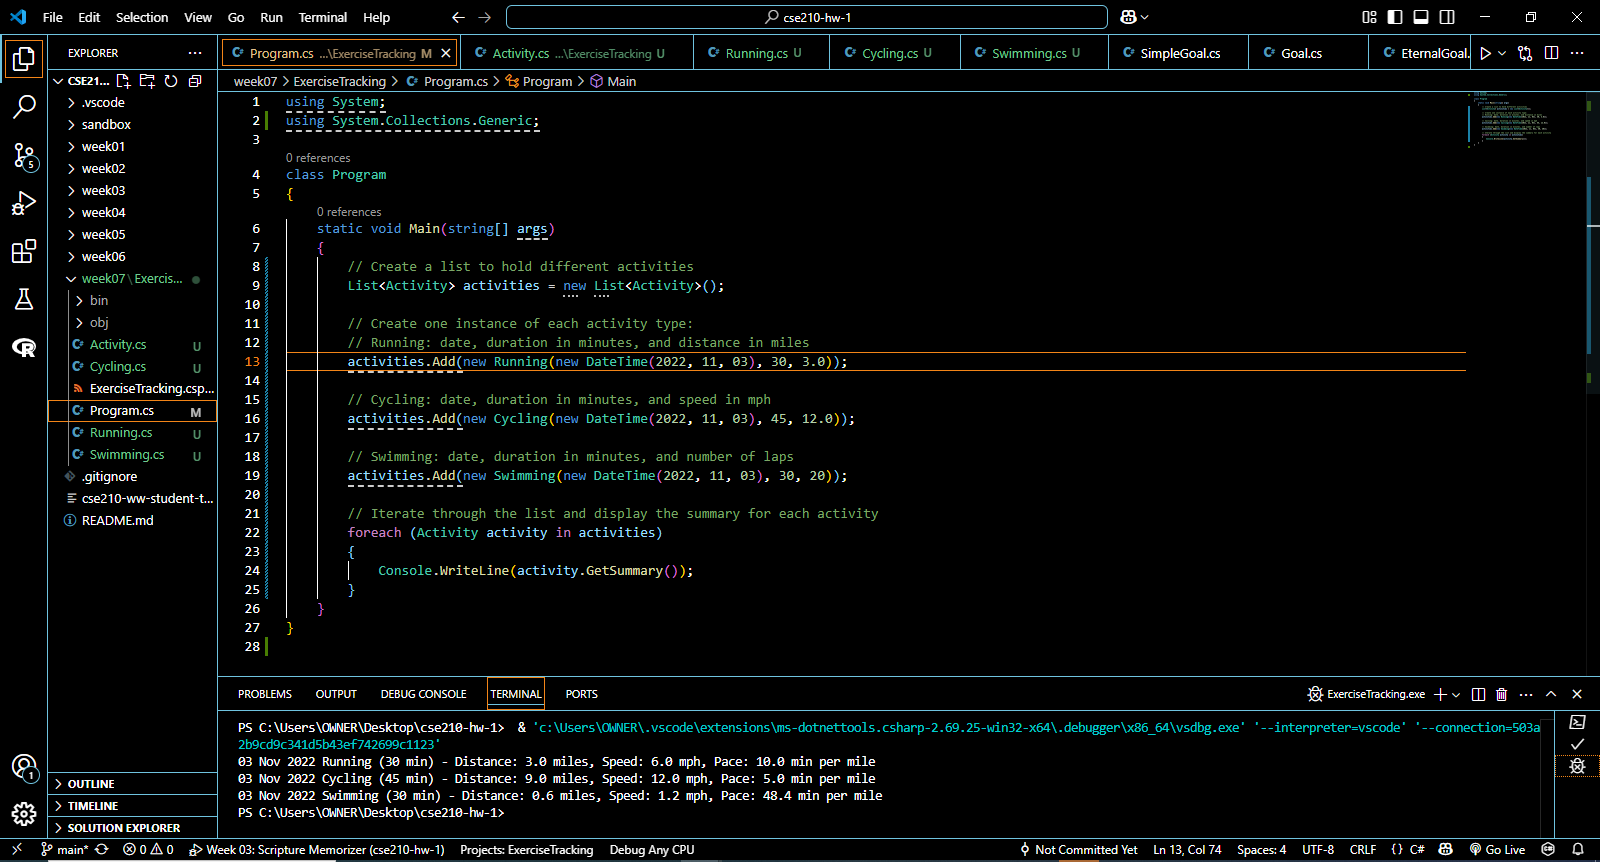 File Edit Selection View Go Run Terminal Help
cse210-hw-1
EXPLORER
Program.cs ...\ExerciseTracking M
Activity.cs ...\ExerciseTracking U
Running.cs U
Cycling.cs U
Swimming.cs U
SimpleGoal.cs
Goal.cs
EternalGoal.
CSE21...
.vscode
sandbox
week01
week02
week03
week04
week05
week06
week07\Exercis...
bin
obj
Activity.cs U
Cycling.cs U
ExerciseTracking.csp...
Program.cs M
Running.cs U
Swimming.cs U
.gitignore
cse210-ww-student-t...
README.md
OUTLINE
TIMELINE
SOLUTION EXPLORER
5
1
week07 > ExerciseTracking > Program.cs > Program > Main
1 using System;
2 using System.Collections.Generic;
3
0 references
4 class Program
5 {
0 references
6 static void Main(string[] args)
7 {
8 // Create a list to hold different activities
9 List<Activity> activities = new List<Activity>();
10
11 // Create one instance of each activity type:
12 // Running: date, duration in minutes, and distance in miles
13 activities.Add(new Running(new DateTime(2022, 11, 03), 30, 3.0));
14
15 // Cycling: date, duration in minutes, and speed in mph
16 activities.Add(new Cycling(new DateTime(2022, 11, 03), 45, 12.0));
17
18 // Swimming: date, duration in minutes, and number of laps
19 activities.Add(new Swimming(new DateTime(2022, 11, 03), 30, 20));
20
21 // Iterate through the list and display the summary for each activity
22 foreach (Activity activity in activities)
23 {
24 Console.WriteLine(activity.GetSummary());
25 }
26 }
27 }
28
PROBLEMS OUTPUT DEBUG CONSOLE TERMINAL PORTS
ExerciseTracking.exe
PS C:\Users\OWNER\Desktop\cse210-hw-1> & 'c:\Users\OWNER\.vscode\extensions\ms-dotnettools.csharp-2.69.25-win32-x64\.debugger\x86_64\vsdbg.exe' '--interpreter=vscode' '--connection=503a
2b9cd9c341d5b43ef742699c1123'
03 Nov 2022 Running (30 min) - Distance: 3.0 miles, Speed: 6.0 mph, Pace: 10.0 min per mile
03 Nov 2022 Cycling (45 min) - Distance: 9.0 miles, Speed: 12.0 mph, Pace: 5.0 min per mile
03 Nov 2022 Swimming (30 min) - Distance: 0.6 miles, Speed: 1.2 mph, Pace: 48.4 min per mile
PS C:\Users\OWNER\Desktop\cse210-hw-1>
main* 0 0 Week 03: Scripture Memorizer (cse210-hw-1) Projects: ExerciseTracking Debug Any CPU Not Committed Yet Ln 13, Col 74 Spaces: 4 UTF-8 CRLF {} C# Go Live